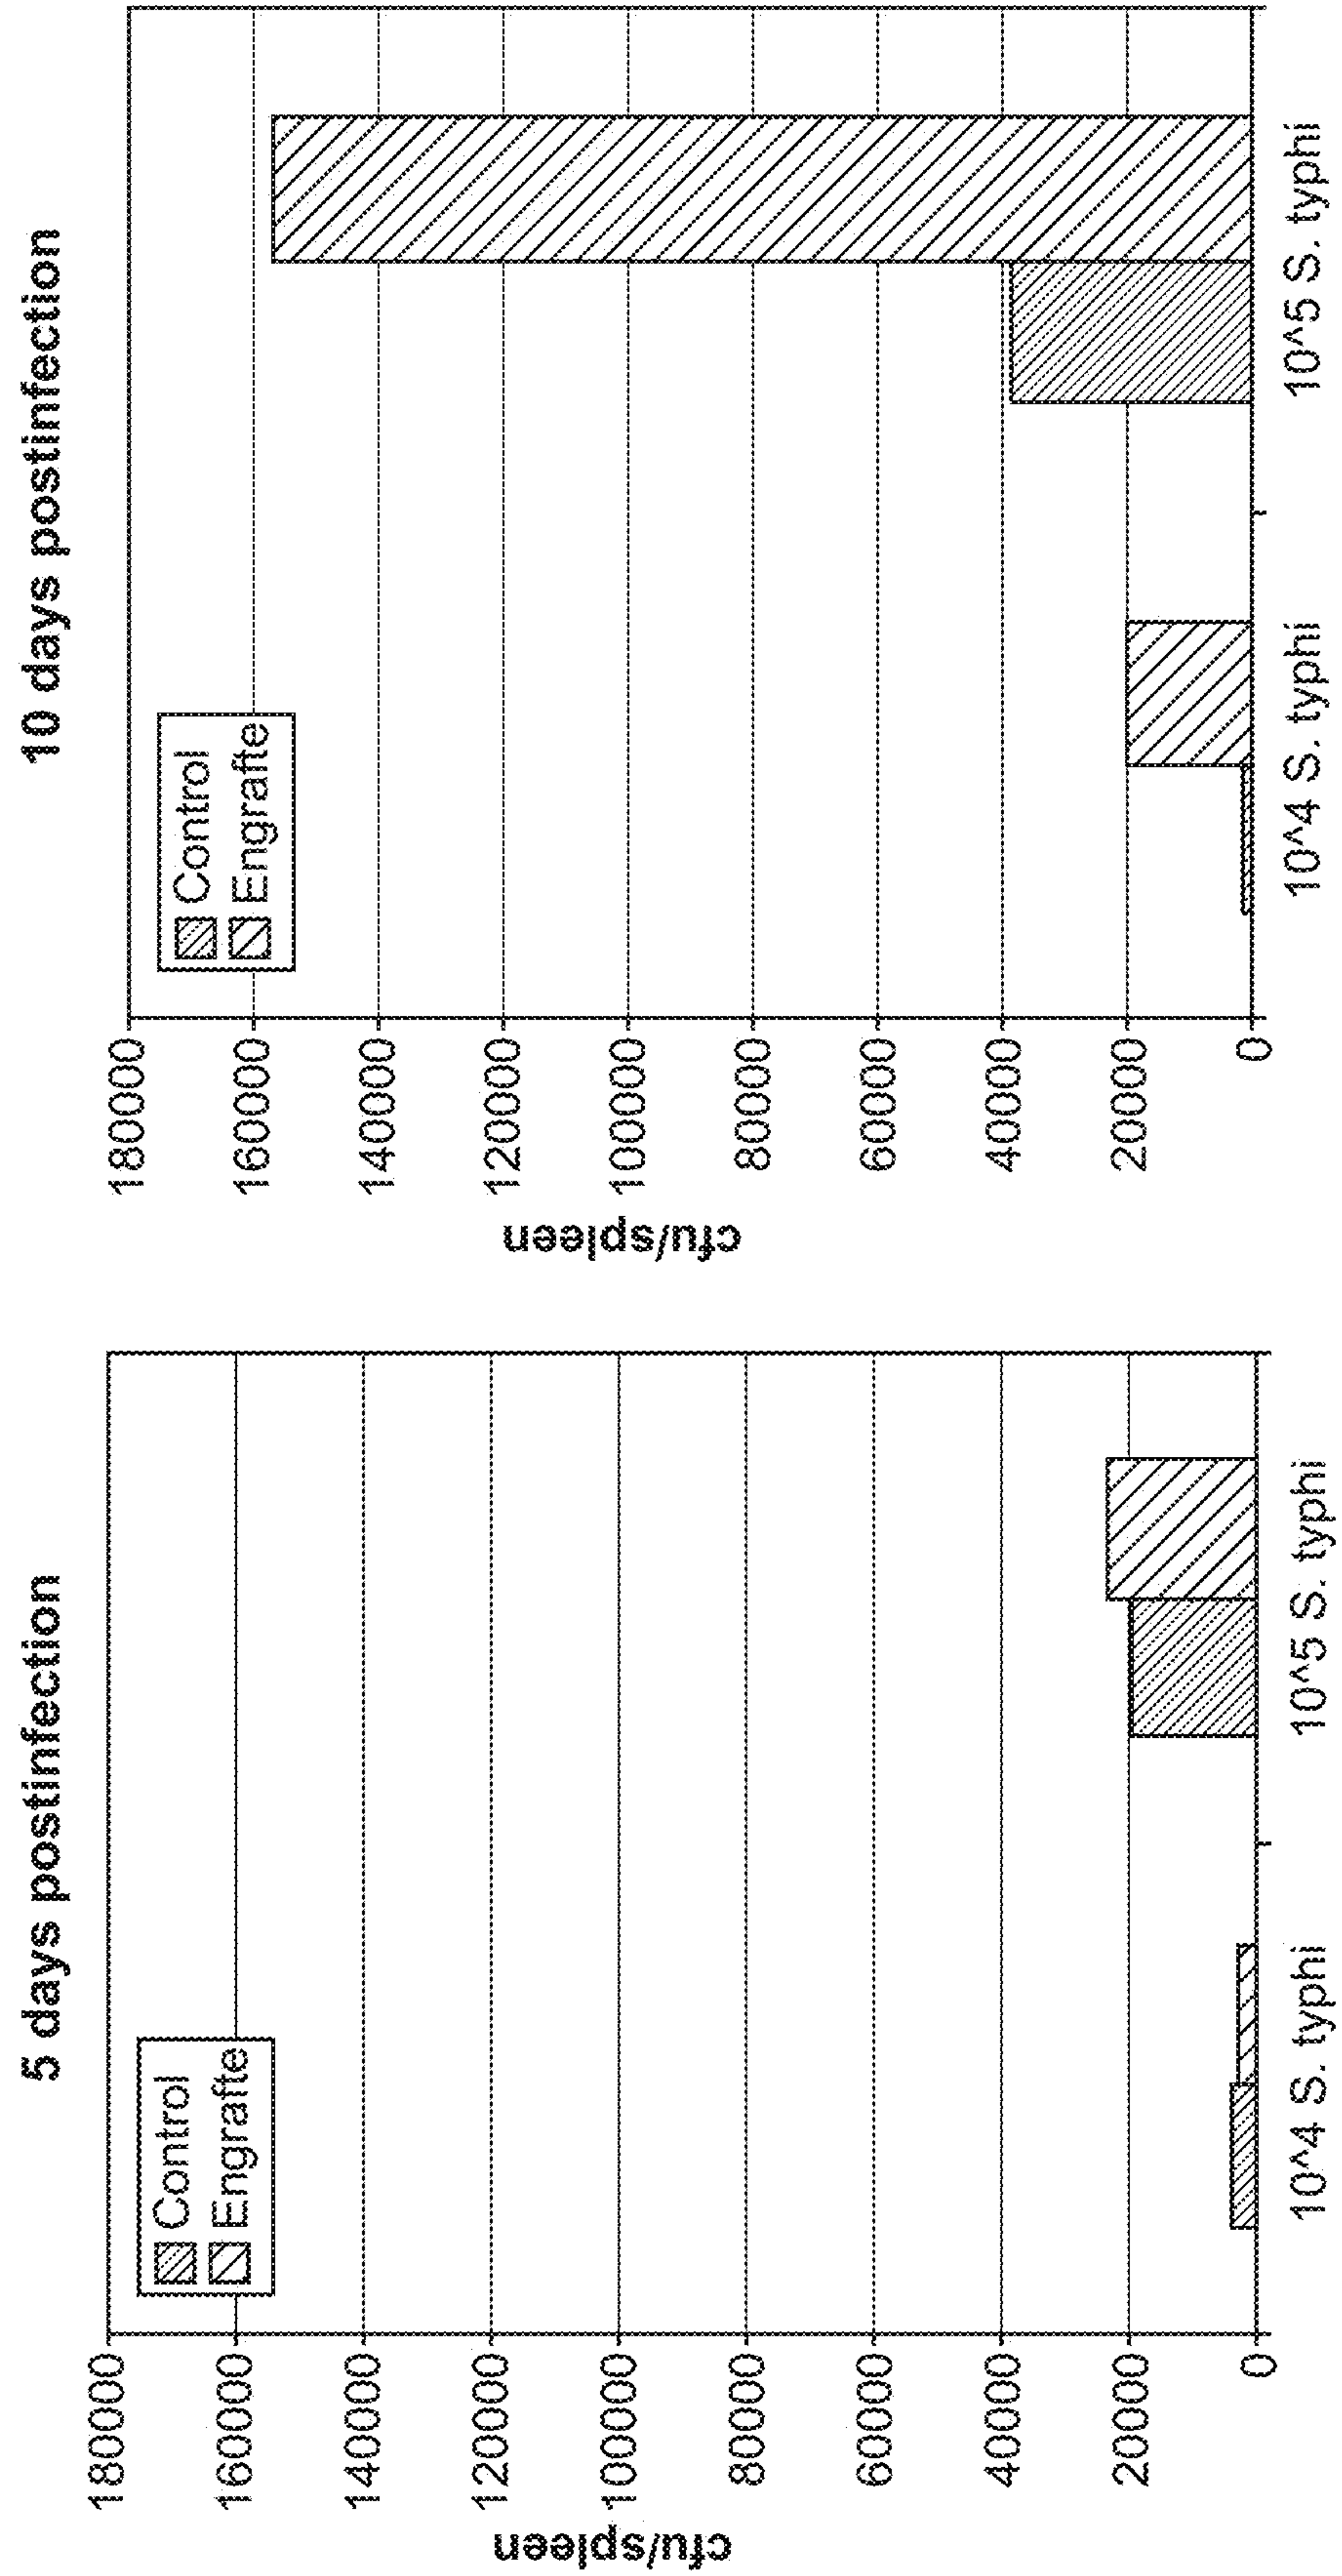 5 days postinfection
180000
160000
140000
120000
100000
80000
60000
40000
20000
0
cfu/spleen
Control
Engrafte
10^4 S. typhi
10^5 S. typhi
10 days postinfection
180000
160000
140000
120000
100000
80000
60000
40000
20000
0
cfu/spleen
Control
Engrafte
10^4 S. typhi
10^5 S. typhi